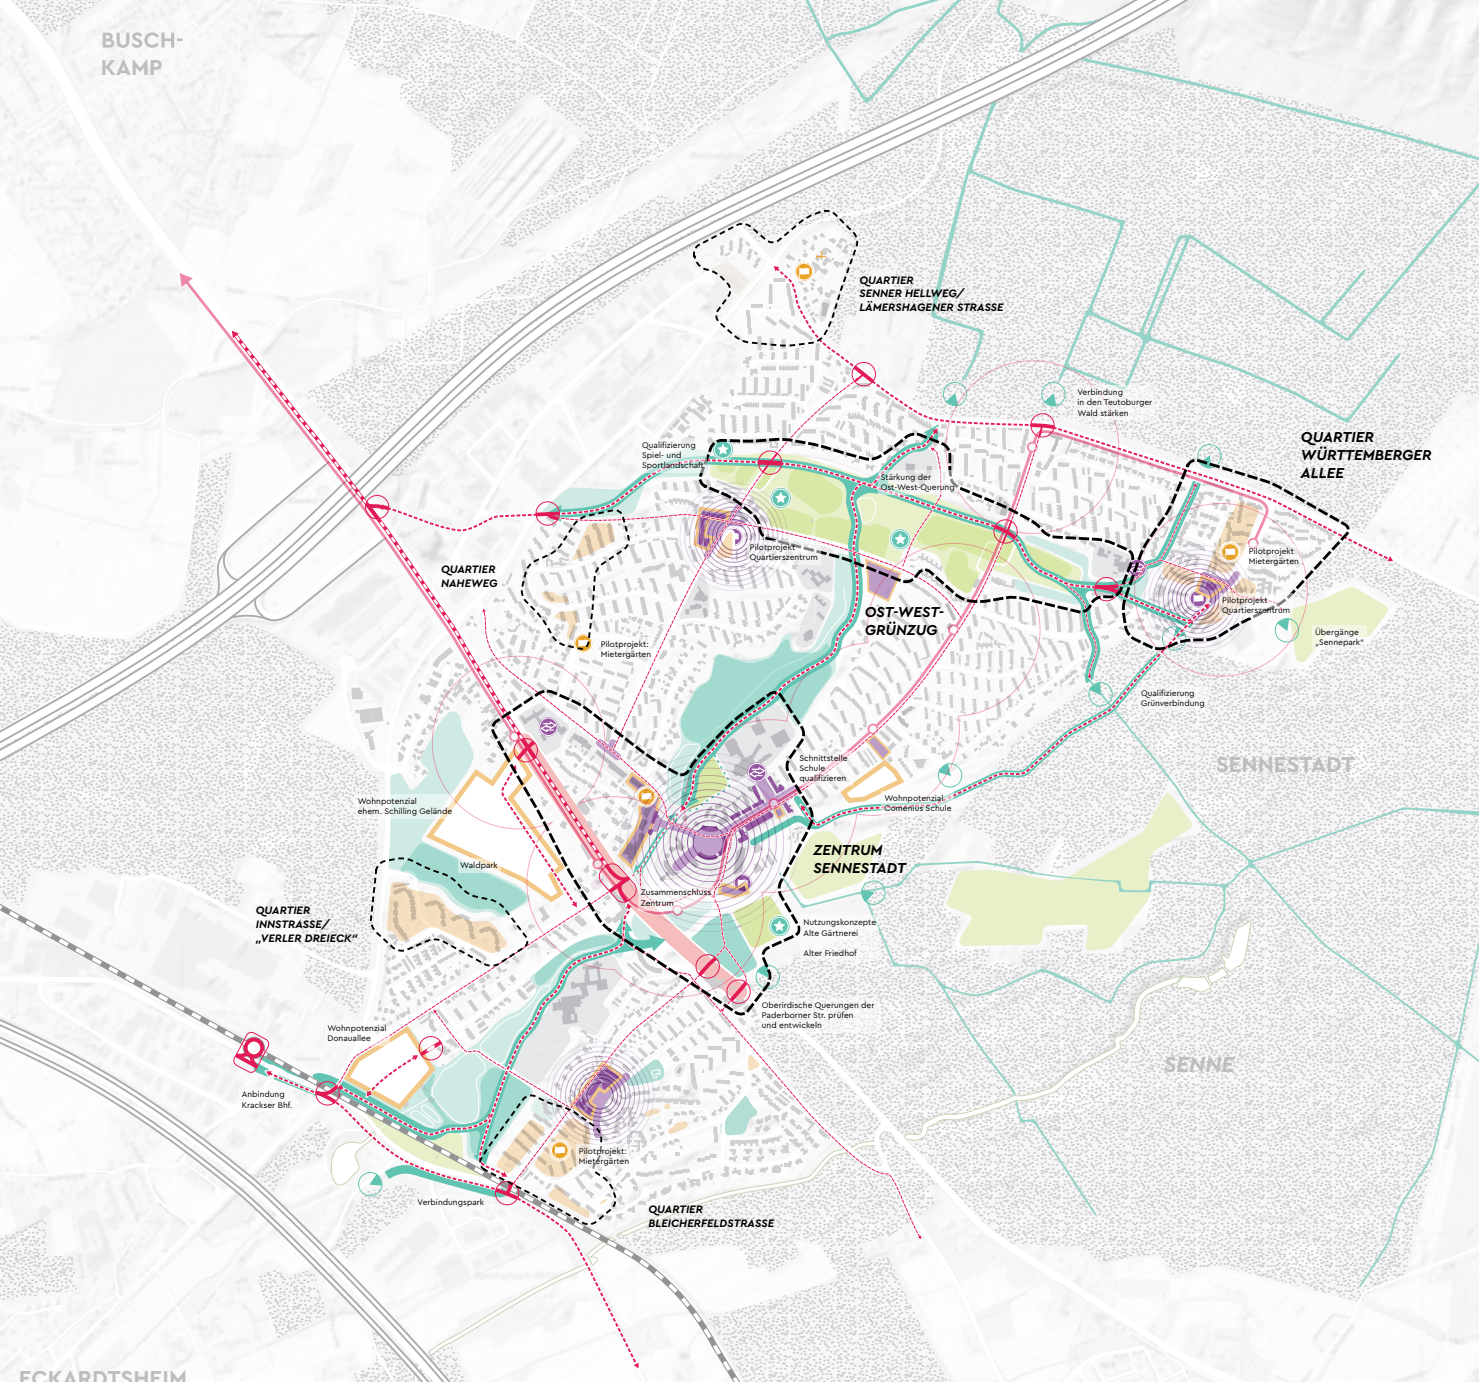 BUSCH-
KAMP
QUARTIER
SENNER HELLWEG/
LÄMERSHAGENER STRASSE
Verbindung
in den Teutoburger
Wald stärken
QUARTIER
WÜRTTEMBERGER
ALLEE
Qualifizierung
Spiel- und
Sportlandschaft
Stärkung der
Ost-West-Querung
Pilotprojekt
Quartierszentrum
Pilotprojekt
Mietergärten
QUARTIER
NAHEWEG
Pilotprojekt
Quartierszentrum
OST-WEST-
GRÜNZUG
Pilotprojekt:
Mietergärten
Übergänge
„Sennepark“
Qualifizierung
Grünverbindung
SENNESTADT
Schnittstelle
Schule
qualifizieren
Wohnpotenzial
ehem. Schilling Gelände
Wohnpotenzial
Comenius Schule
Waldpark
ZENTRUM
SENNESTADT
Zusammenschluss
Zentrum
QUARTIER
INNSTRASSE/
„VERLER DREIECK“
Nutzungskonzepte
Alte Gärtnerei
Alter Friedhof
Oberirdische Querungen der
Paderborner Str. prüfen
und entwickeln
Wohnpotenzial
Donauallee
SENNE
Anbindung
Krackser Bhf.
Pilotprojekt:
Mietergärten
Verbindungspark
QUARTIER
BLEICHERFELDSTRASSE
ECKARDTSHEIM